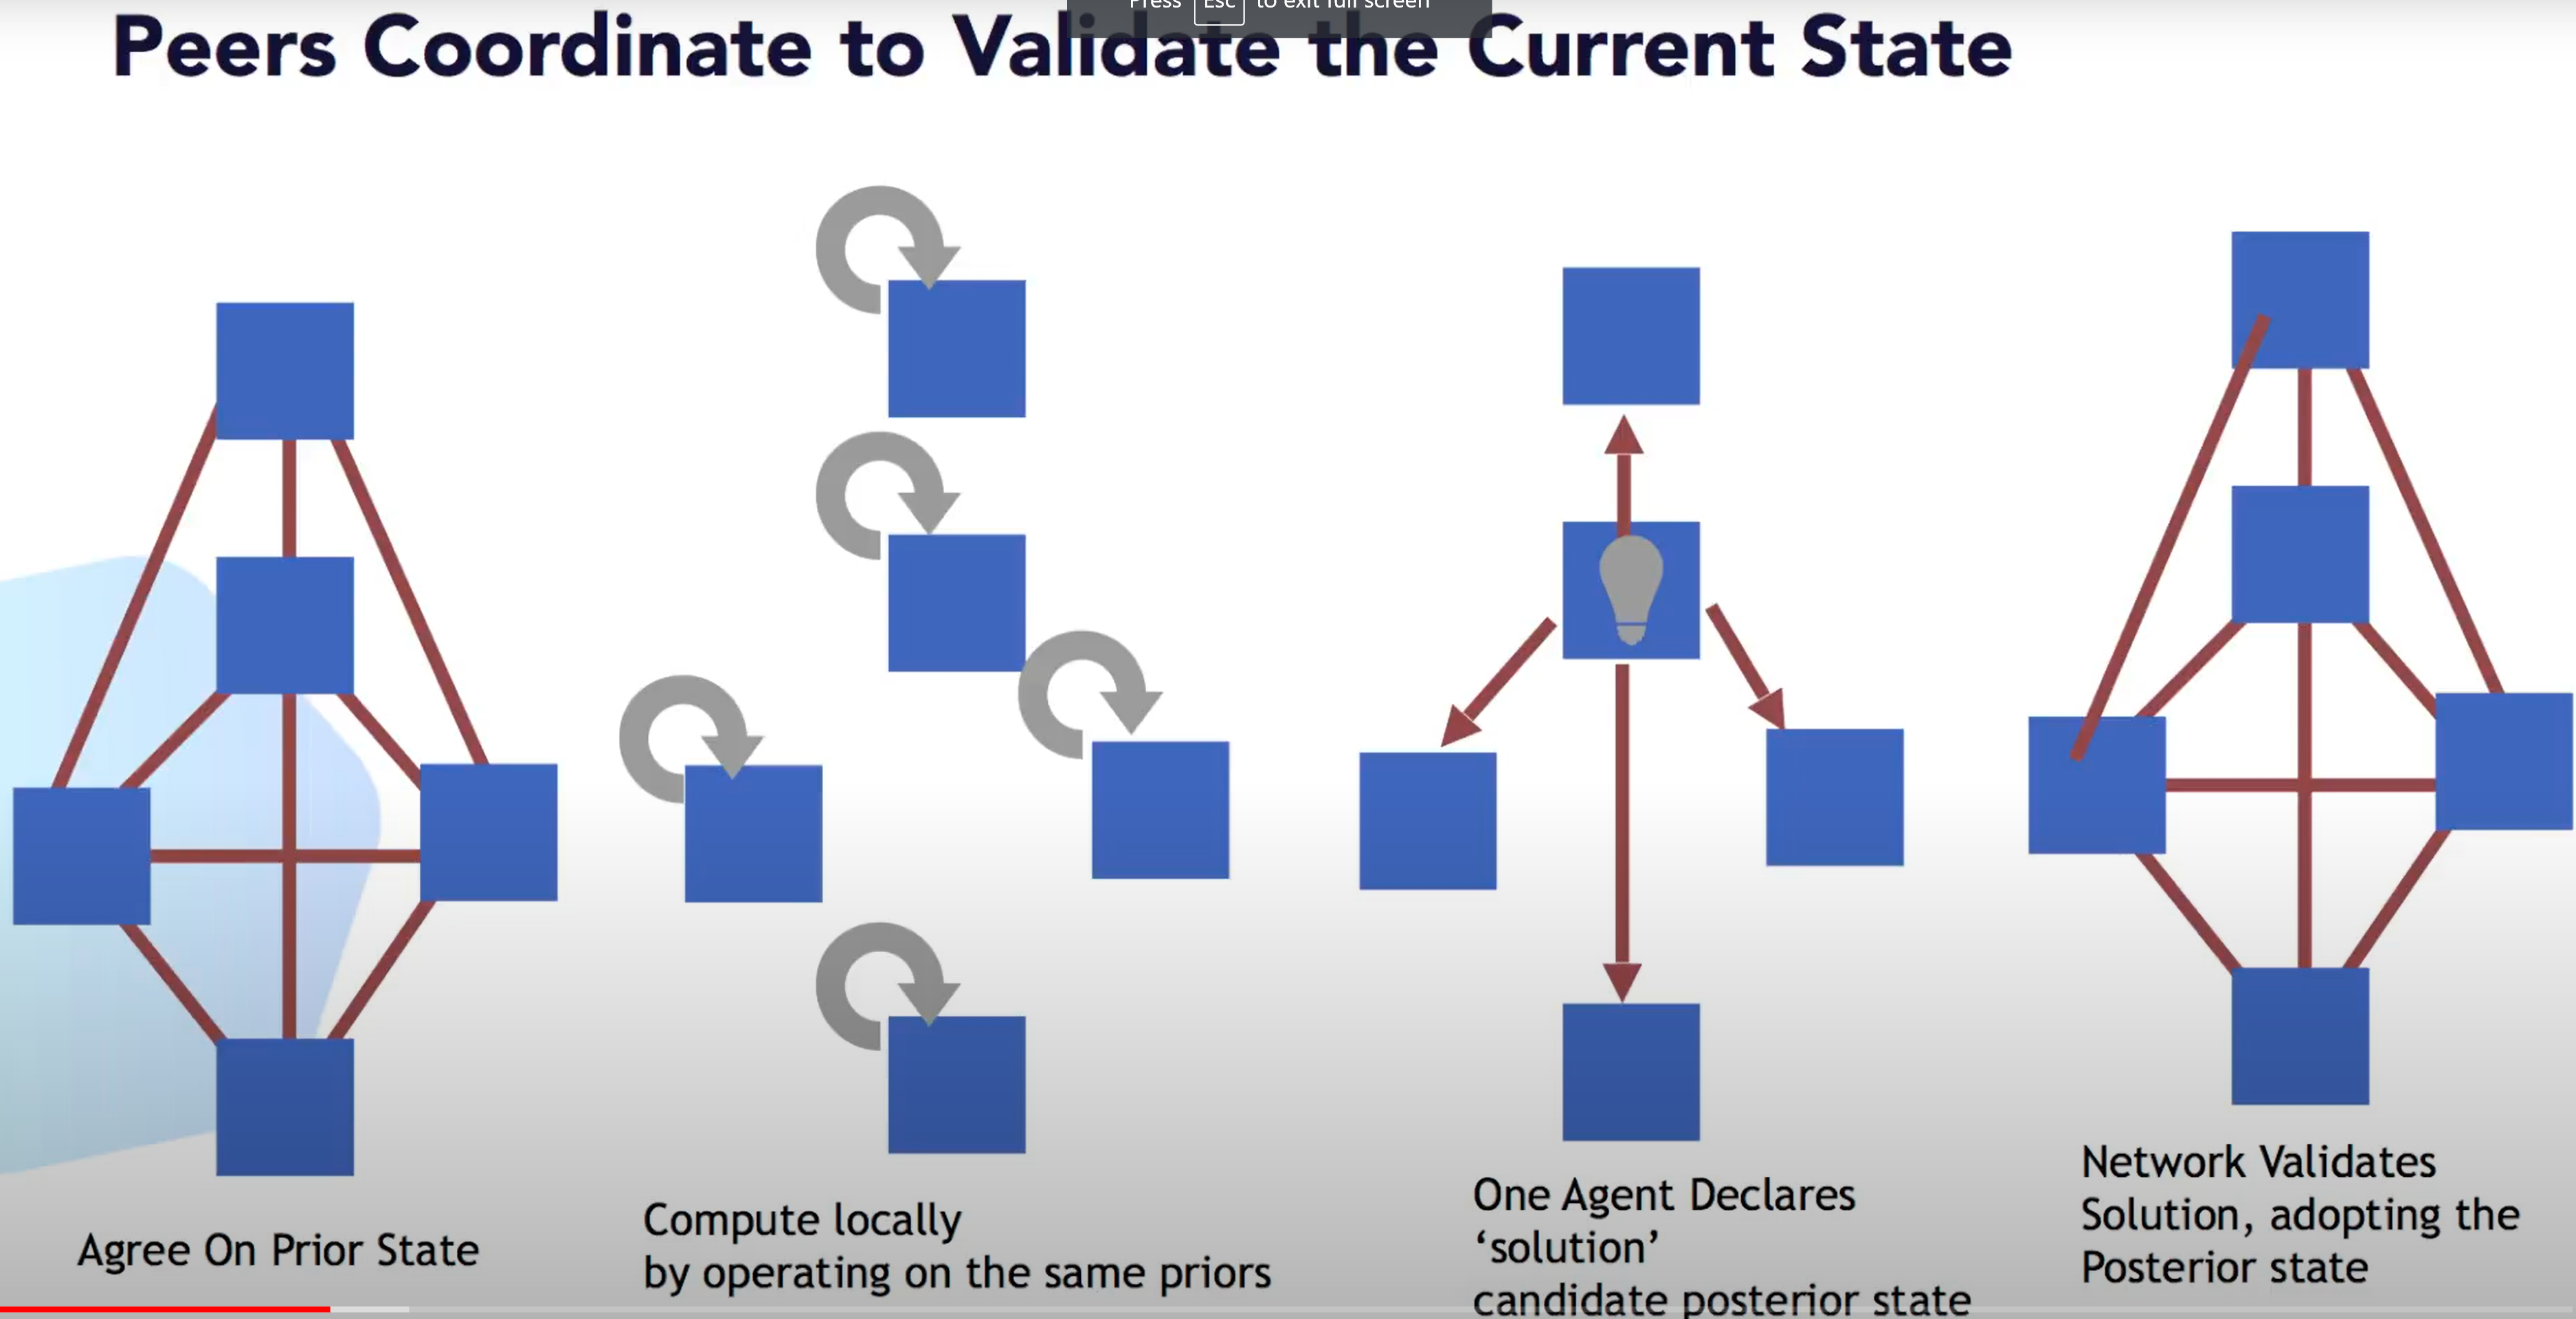 Press Esc to exit full screen
Peers Coordinate to Validate the Current State
Agree On Prior State
Compute locally
by operating on the same priors
One Agent Declares
‘solution’
candidate posterior state
Network Validates
Solution, adopting the
Posterior state